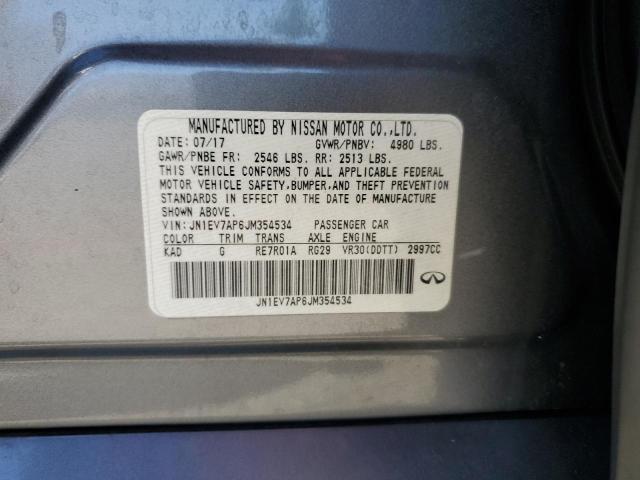 MANUFACTURED BY NISSAN MOTOR CO.,LTD.
DATE: 07/17 GVWR/PNBV: 4980 LBS.
GAWR/PNBE FR: 2546 LBS. RR: 2513 LBS.
THIS VEHICLE CONFORMS TO ALL APPLICABLE FEDERAL
MOTOR VEHICLE SAFETY,BUMPER,AND THEFT PREVENTION
STANDARDS IN EFFECT ON THE DATE OF MANUFACTURE
SHOWN ABOVE.
VIN: JN1EV7AP6JM354534 PASSENGER CAR
COLOR TRIM TRANS AXLE ENGINE
KAD G RE7R01A RG29 VR30(DDTT) 2997CC
JN1EV7AP6JM354534